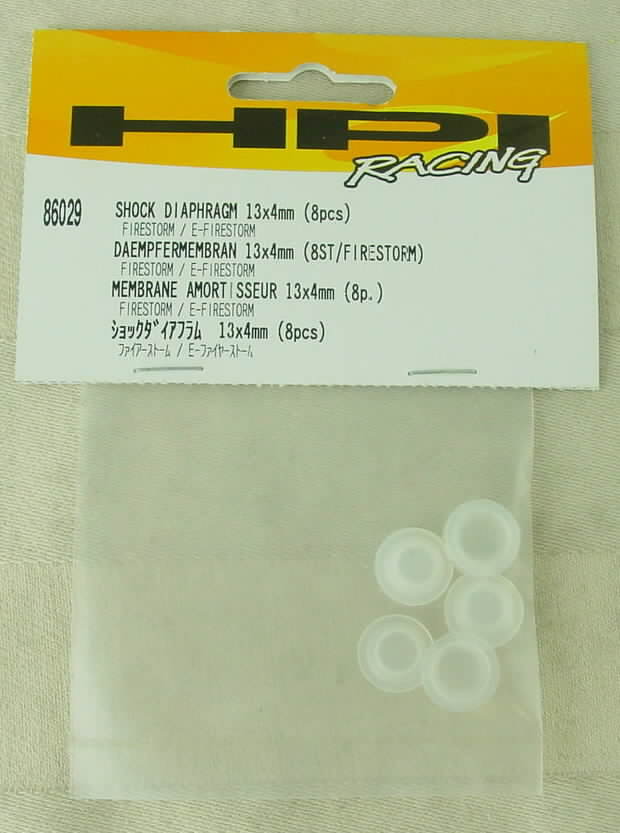 HPI
RACING
86029
SHOCK DIAPHRAGM 13x4mm (8pcs)
FIRESTORM / E-FIRESTORM
DAEMPFERMEMBRAN 13x4mm (8ST/FIRESTORM)
FIRESTORM / E-FIRESTORM
MEMBRANE AMORTISSEUR 13x4mm (8p.)
FIRESTORM / E-FIRESTORM
ショックダイアフラム 13x4mm (8pcs)
ファイアーストーム / E-ファイヤーストーム